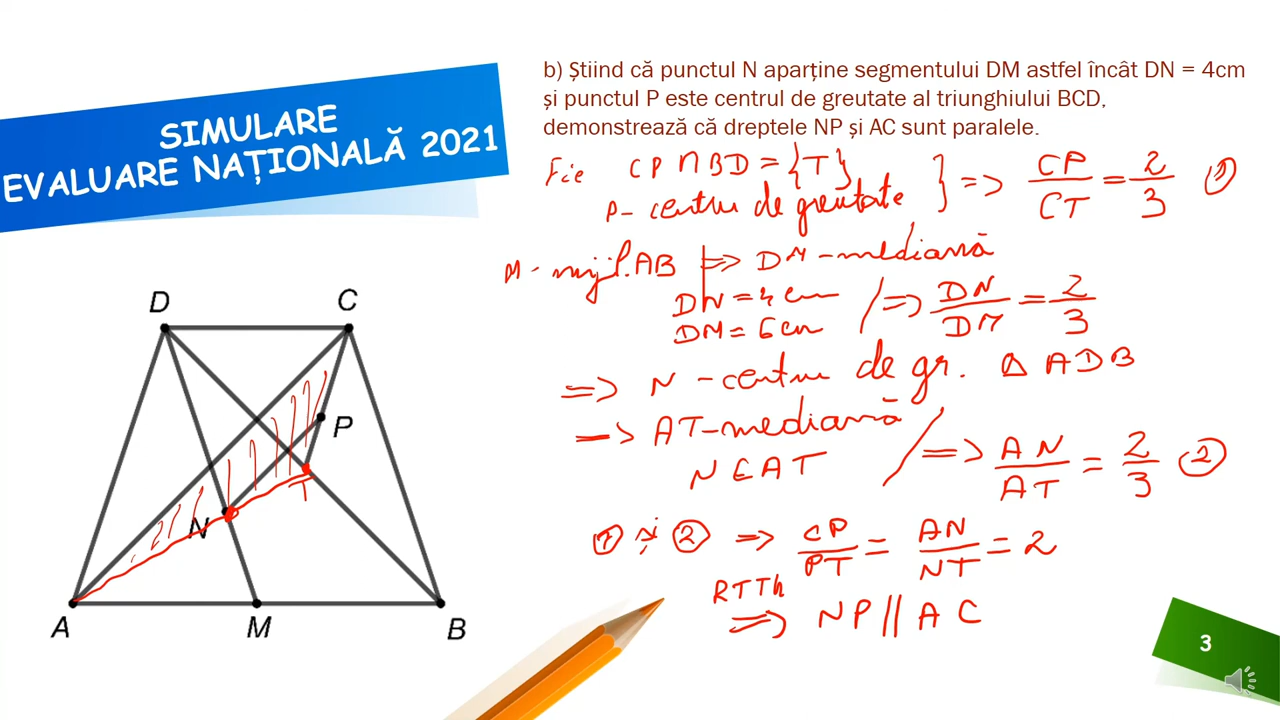 SIMULARE
EVALUARE NAȚIONALĂ 2021
b) Știind că punctul N aparține segmentului DM astfel încât DN = 4cm
și punctul P este centrul de greutate al triunghiului BCD,
demonstrează că dreptele NP și AC sunt paralele.
Fie CP ∩ BD = {T}
P- centru de greutate } => CP/CT = 2/3 ①
M - mijl. AB => DM - mediană
DN = 4 cm
DM = 6 cm / => DN/DM = 2/3
=> N - centru de gr. Δ ADB
=> AT - mediană
N ∈ AT / => AN/AT = 2/3 ②
① și ② => CP/PT = AN/NT = 2
RTTh
=> NP || AC
D C
P
T
N
A M B
3